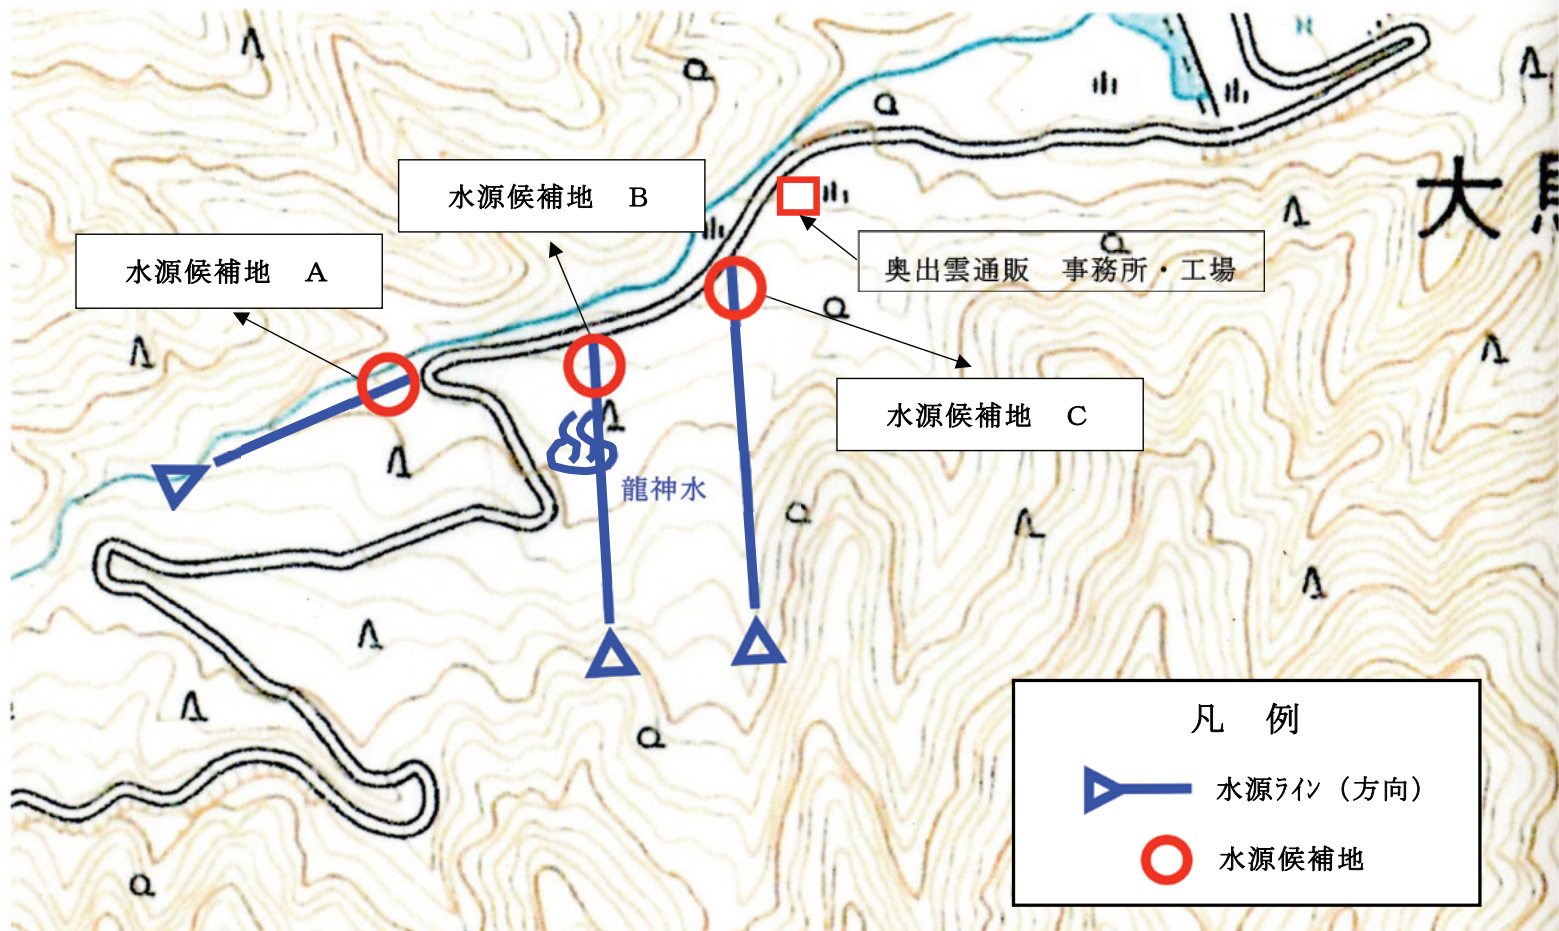 水源候補地　B
水源候補地　A
奥出雲通販　事務所・工場
大
水源候補地　C
龍神水
凡　例
水源ﾗｲﾝ（方向）
水源候補地